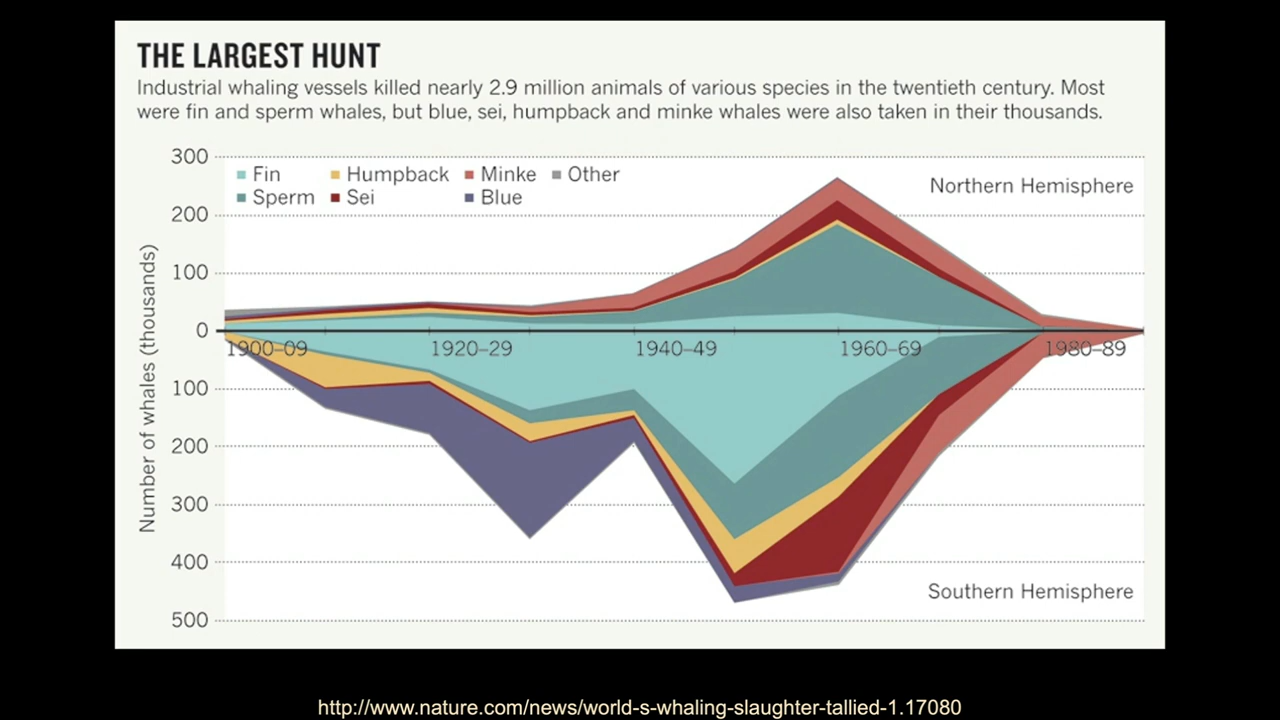 THE LARGEST HUNT
Industrial whaling vessels killed nearly 2.9 million animals of various species in the twentieth century. Most
were fin and sperm whales, but blue, sei, humpback and minke whales were also taken in their thousands.
300
Fin Humpback Minke Other
Sperm Sei Blue
Northern Hemisphere
200
100
0
1900–09 1920–29 1940–49 1960–69 1980–89
100
200
300
400
500
Number of whales (thousands)
Southern Hemisphere
http://www.nature.com/news/world-s-whaling-slaughter-tallied-1.17080